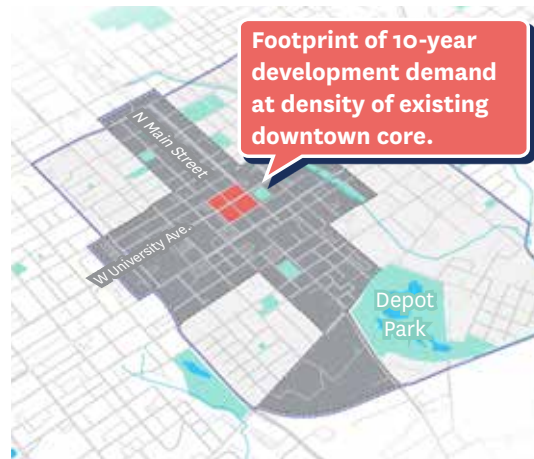 Footprint of 10-year
development demand
at density of existing
downtown core.
N Main Street
W University Ave.
Depot
Park